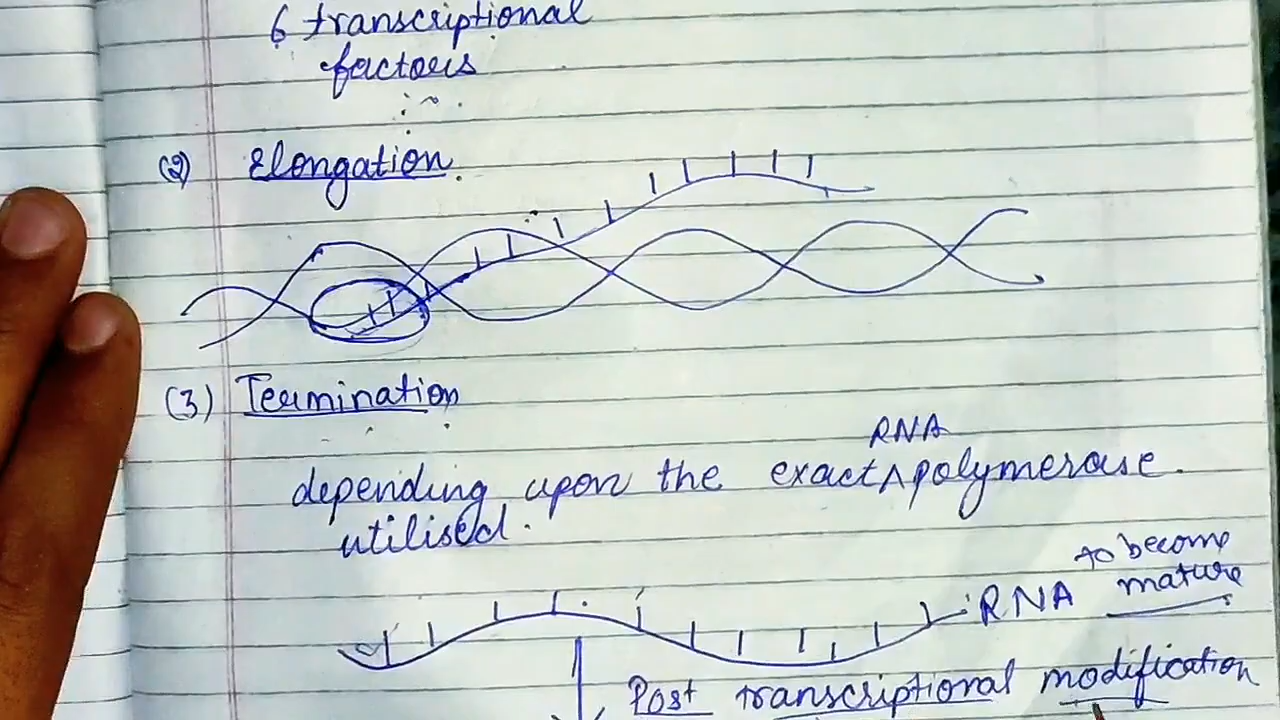 6 transcriptional
factors
(2) Elongation.
(3) Termination
RNA
depending upon the exact ^ polymerase.
utilised.
to become
RNA mature
Post transcriptional modification